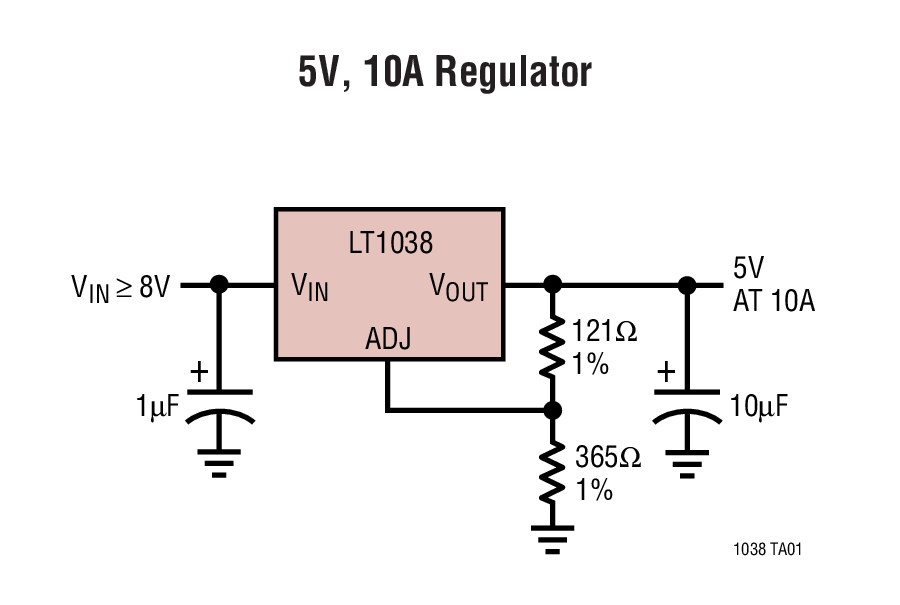 5V, 10A Regulator
LT1038
VIN ≥ 8V
VIN
VOUT
5V
AT 10A
ADJ
121Ω
1%
+
1µF
+
10µF
365Ω
1%
1038 TA01